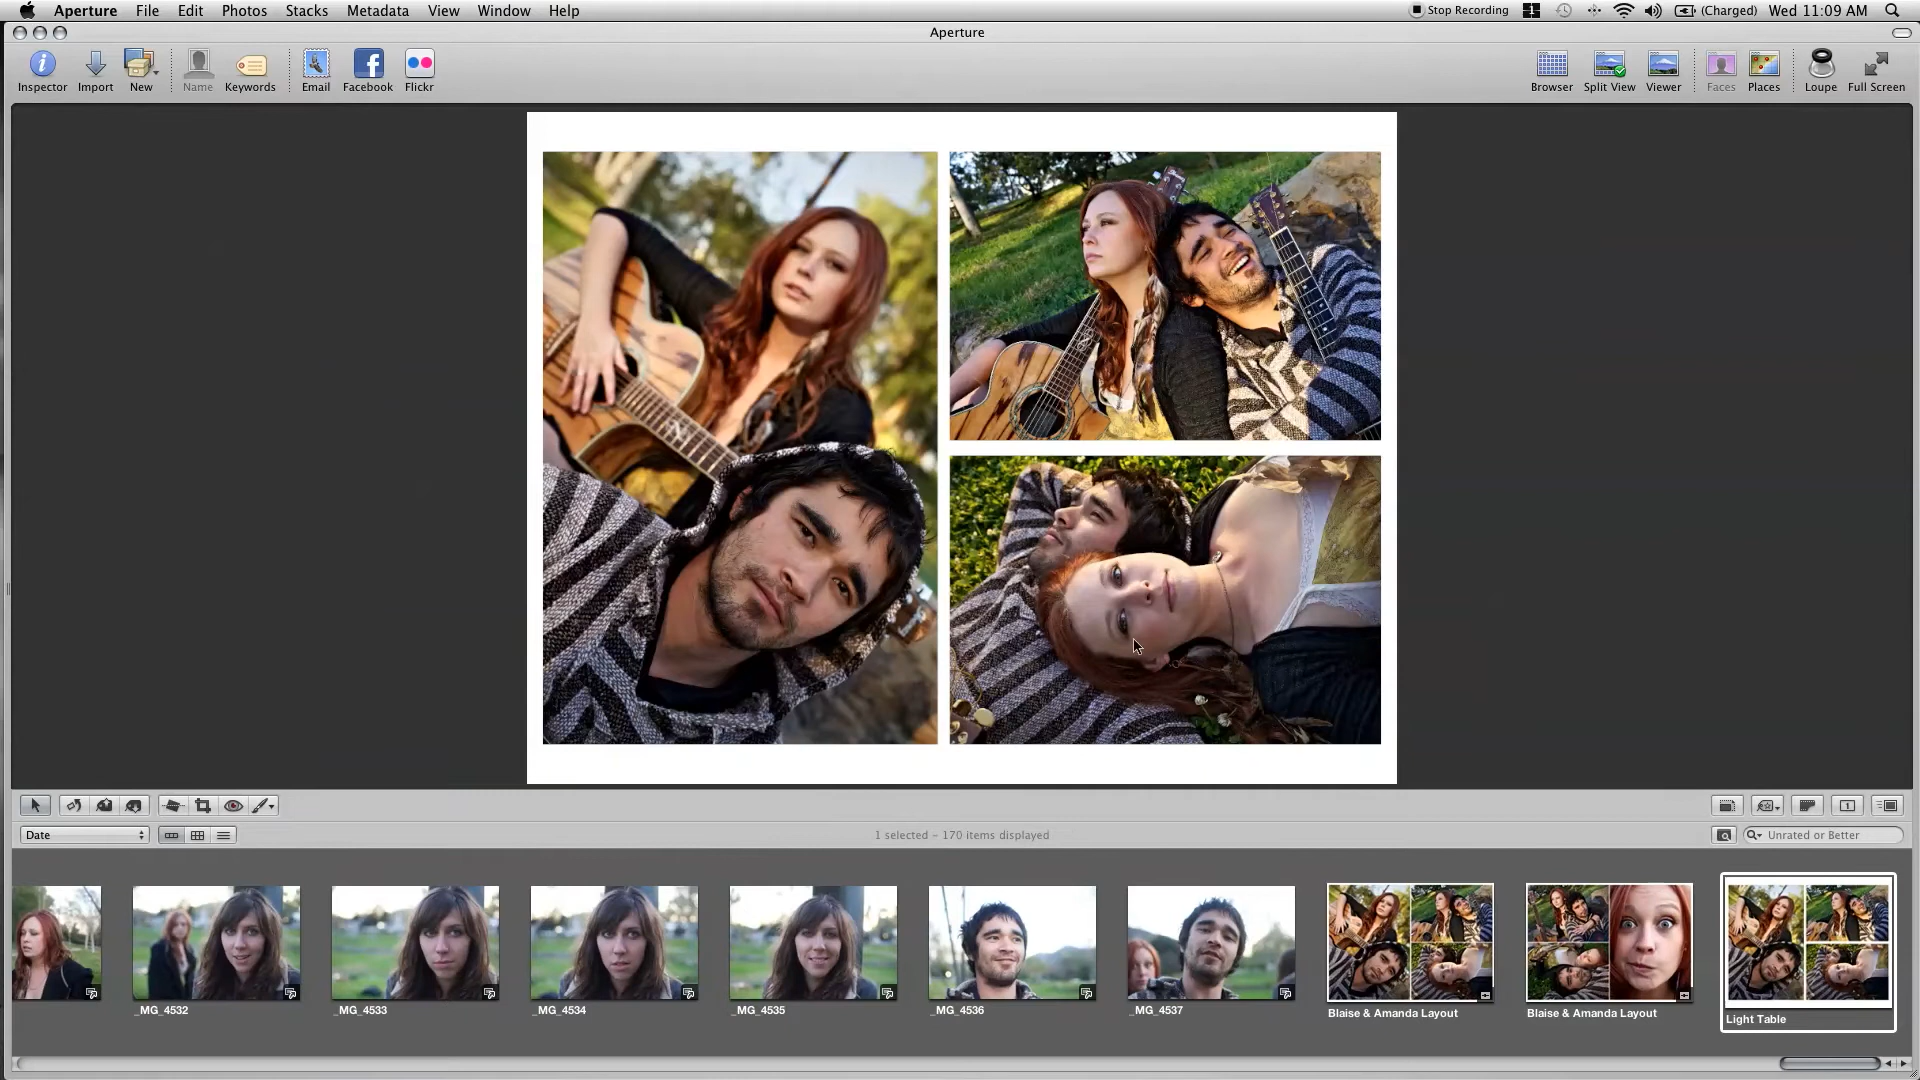 Aperture File Edit Photos Stacks Metadata View Window Help
Stop Recording 1 (Charged) Wed 11:09 AM
Aperture
Inspector Import New Name Keywords Email Facebook Flickr
Browser Split View Viewer Faces Places Loupe Full Screen
Date
1 selected – 170 items displayed
Unrated or Better
_MG_4532
_MG_4533
_MG_4534
_MG_4535
_MG_4536
_MG_4537
Blaise & Amanda Layout
Blaise & Amanda Layout
Light Table